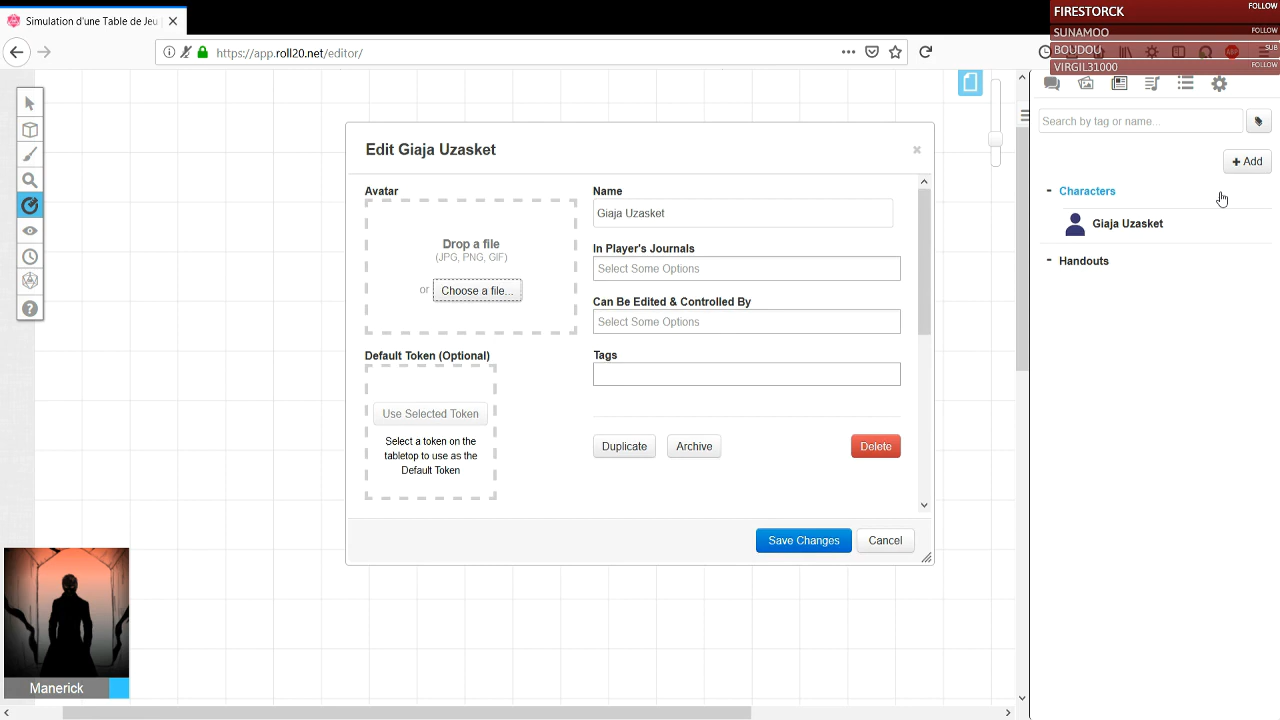 Simulation d'une Table de Jeu
FIRESTORCK FOLLOW
SUNAMOO FOLLOW
BOUDOU SUB
VIRGIL31000 FOLLOW
https://app.roll20.net/editor/
ABP
Search by tag or name...
+ Add
- Characters
Giaja Uzasket
- Handouts
Edit Giaja Uzasket
×
Avatar
Drop a file
(JPG, PNG, GIF)
or Choose a file...
Default Token (Optional)
Use Selected Token
Select a token on the
tabletop to use as the
Default Token
Name
Giaja Uzasket
In Player's Journals
Select Some Options
Can Be Edited & Controlled By
Select Some Options
Tags
Duplicate Archive Delete
Save Changes Cancel
Manerick